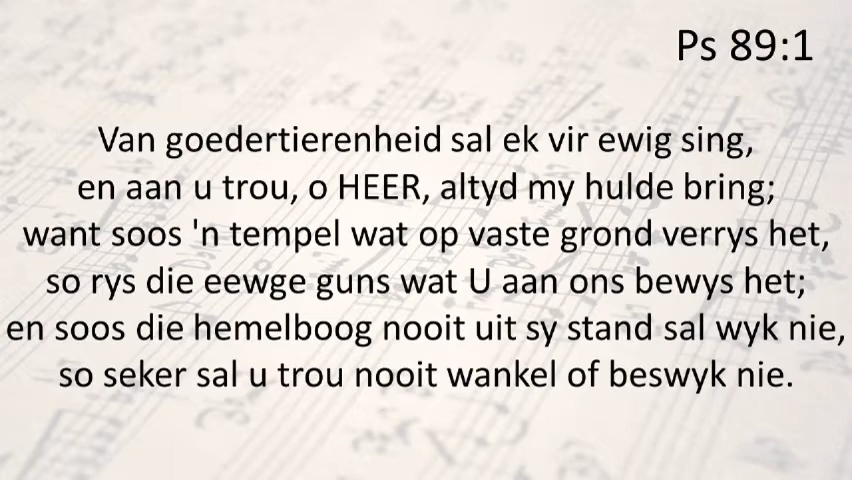 Ps 89:1
Van goedertierenheid sal ek vir ewig sing,
en aan u trou, o HEER, altyd my hulde bring;
want soos 'n tempel wat op vaste grond verrys het,
so rys die eewge guns wat U aan ons bewys het;
en soos die hemelboog nooit uit sy stand sal wyk nie,
so seker sal u trou nooit wankel of beswyk nie.